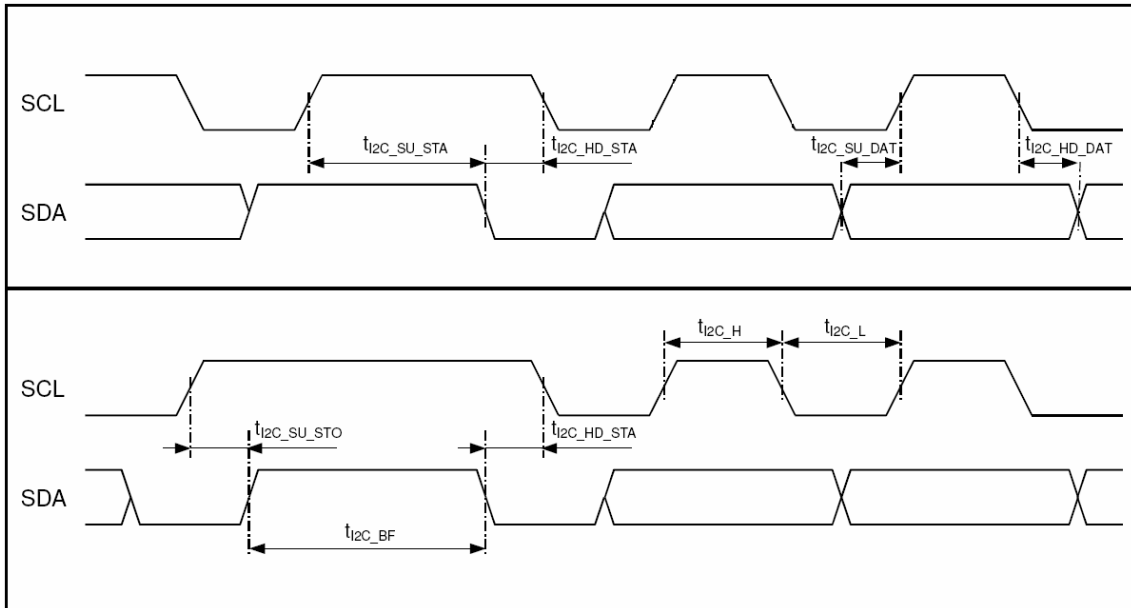 SCL
tI2C_SU_STA
tI2C_HD_STA
tI2C_SU_DAT
tI2C_HD_DAT
SDA
tI2C_H
tI2C_L
SCL
tI2C_SU_STO
tI2C_HD_STA
SDA
tI2C_BF